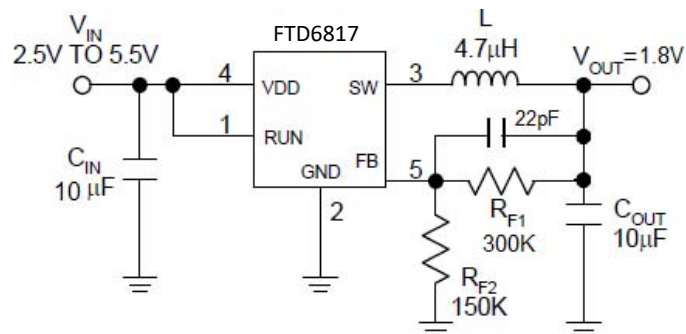 FTD6817
V_IN
2.5V TO 5.5V
4
VDD
SW
3
L
4.7μH
V_OUT=1.8V
1
RUN
22pF
FB
5
GND
2
C_IN
10 μF
R_F1
300K
C_OUT
10μF
R_F2
150K